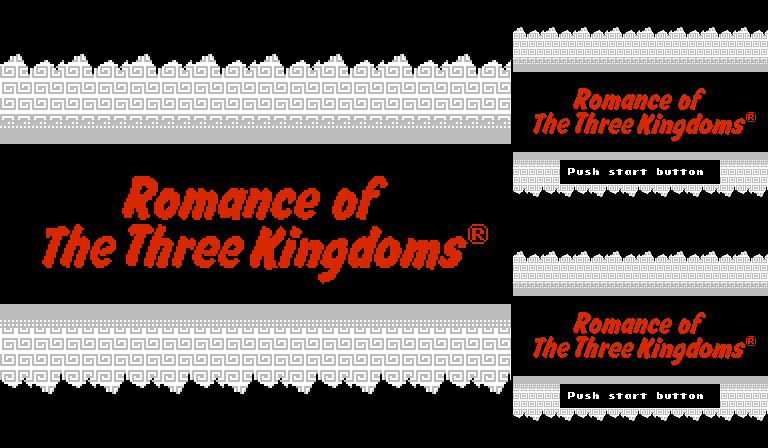 Romance of
The Three Kingdoms®
Romance of
The Three Kingdoms®
Push start button
Romance of
The Three Kingdoms®
Push start button